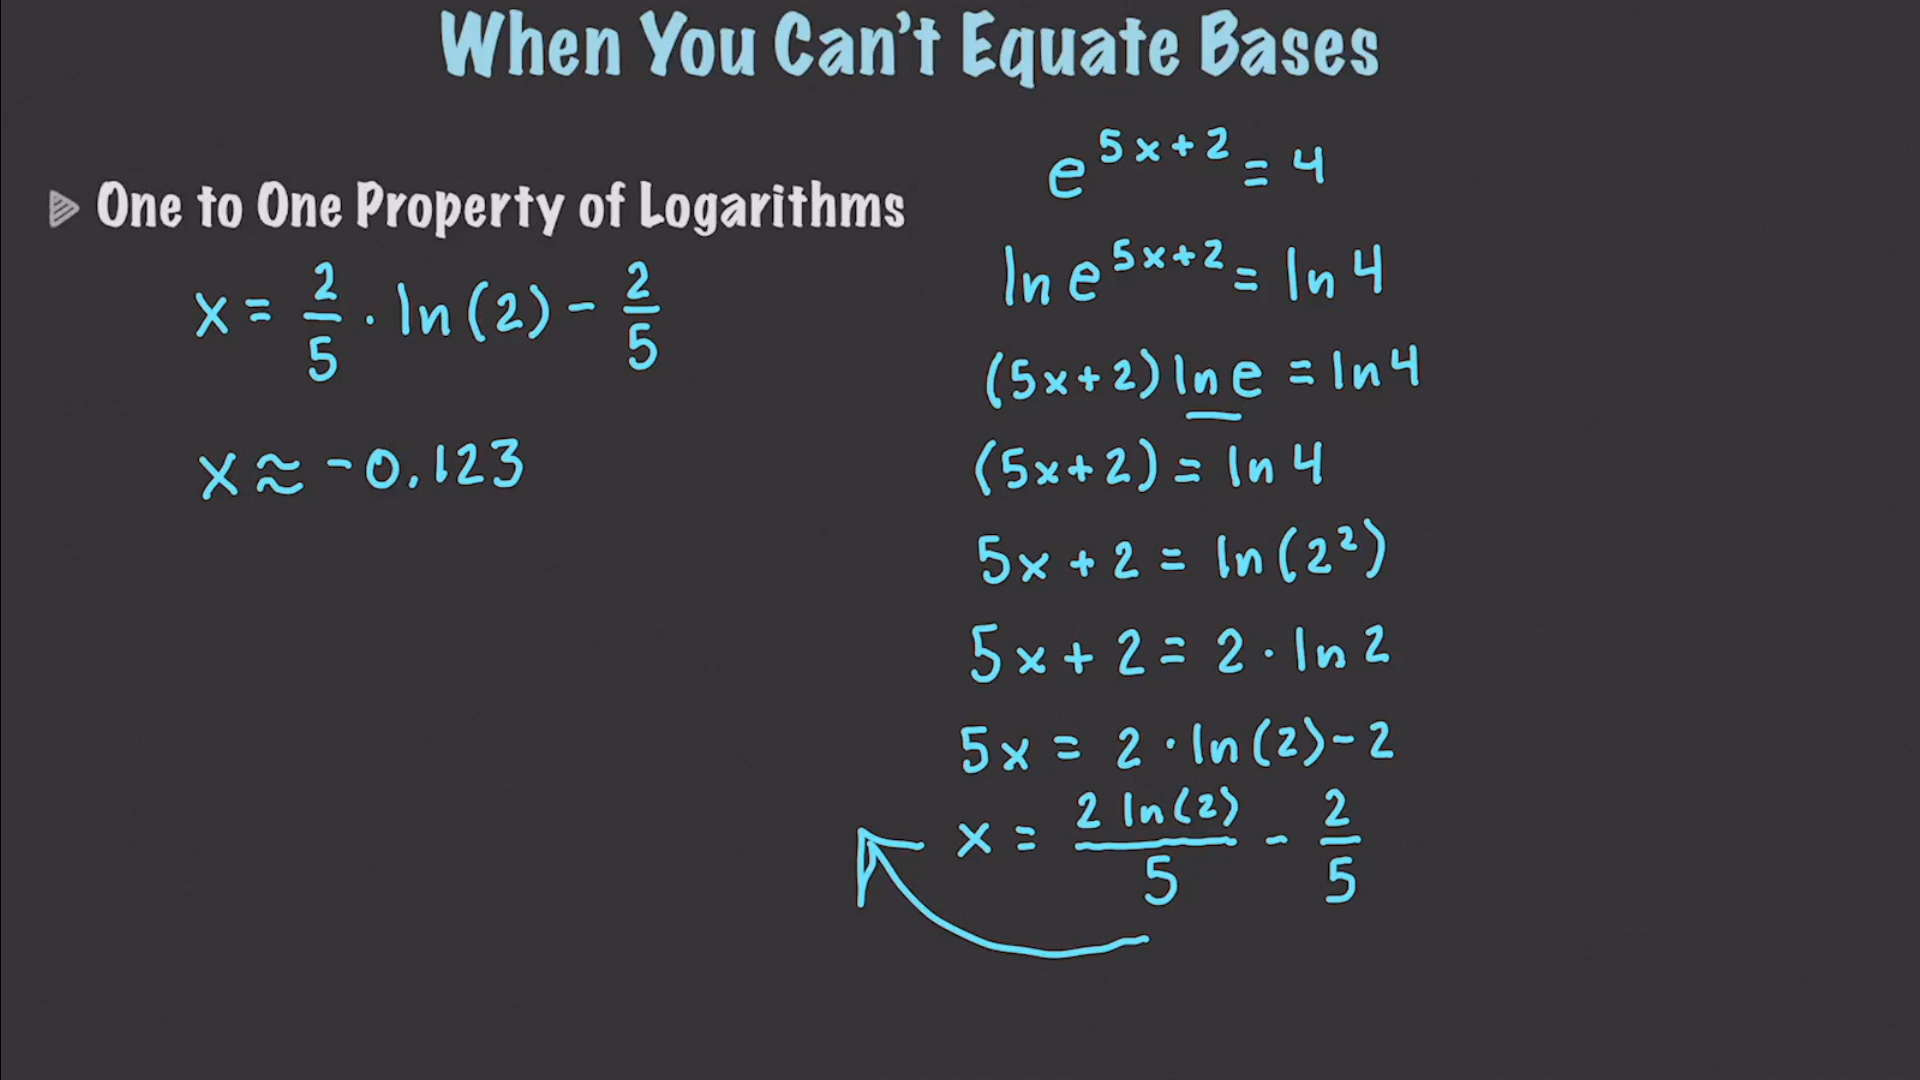 When You Can't Equate Bases
One to One Property of Logarithms
x = 2/5 · ln(2) - 2/5
x ≈ -0.123
e^(5x+2) = 4
ln e^(5x+2) = ln 4
(5x+2) ln e = ln 4
(5x+2) = ln 4
5x + 2 = ln(2²)
5x + 2 = 2 · ln 2
5x = 2 · ln(2) - 2
x = 2 ln(2)/5 - 2/5